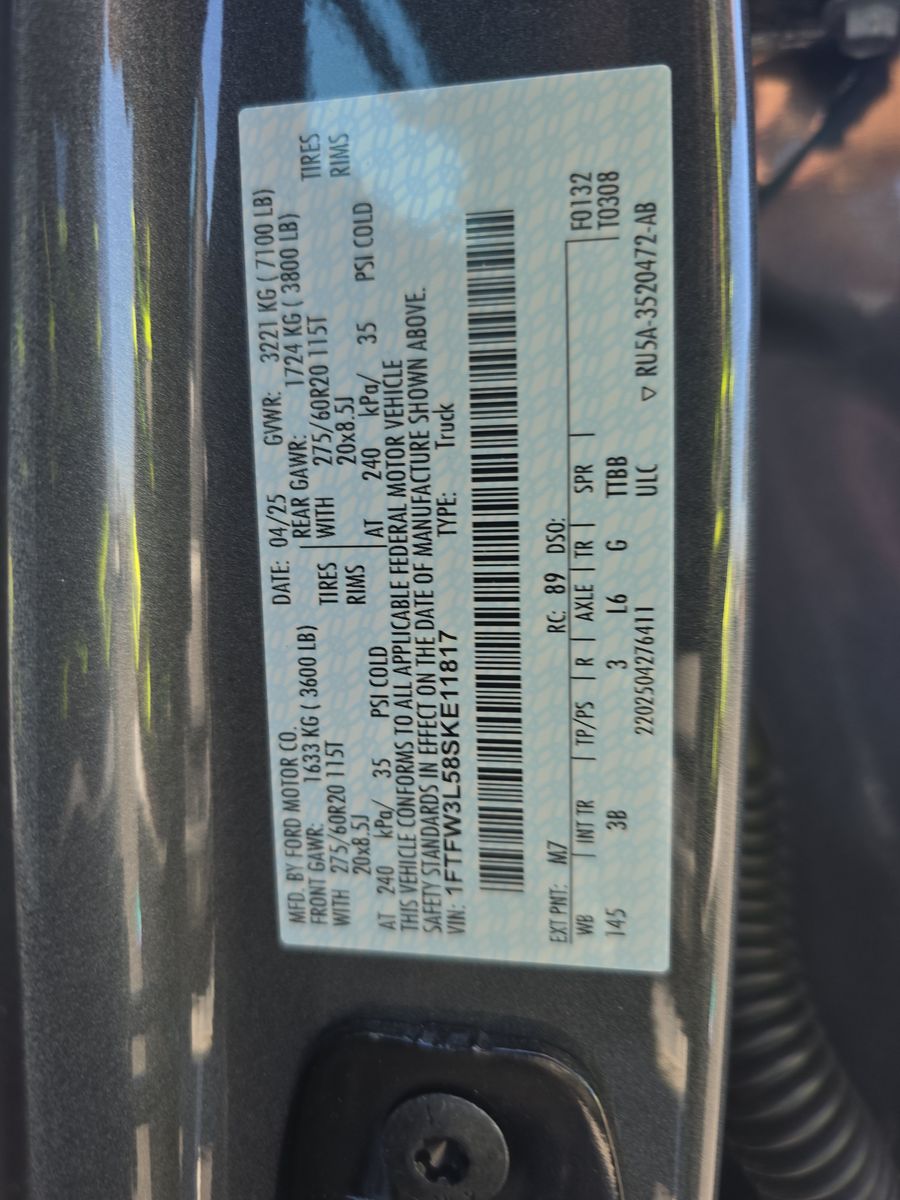 MFD. BY FORD MOTOR CO. DATE: 04/25 GVWR: 3221 KG ( 7100 LB)
FRONT GAWR: 1633 KG ( 3600 LB) REAR GAWR: 1724 KG ( 3800 LB)
WITH 275/60R20 115T TIRES WITH 275/60R20 115T TIRES
20x8.5J RIMS 20x8.5J RIMS
AT 240 kPa/ 35 PSI COLD AT 240 kPa/ 35 PSI COLD
THIS VEHICLE CONFORMS TO ALL APPLICABLE FEDERAL MOTOR VEHICLE
SAFETY STANDARDS IN EFFECT ON THE DATE OF MANUFACTURE SHOWN ABOVE.
VIN: 1FTFW3L58SKE11817 TYPE: Truck
EXT PNT: M7 RC: 89 DSO: F0132
WB INT TR TP/PS R AXLE TR SPR T0308
145 3B 3 L6 G TTBB
220250427641I ULC ▽ RU5A-3520472-AB